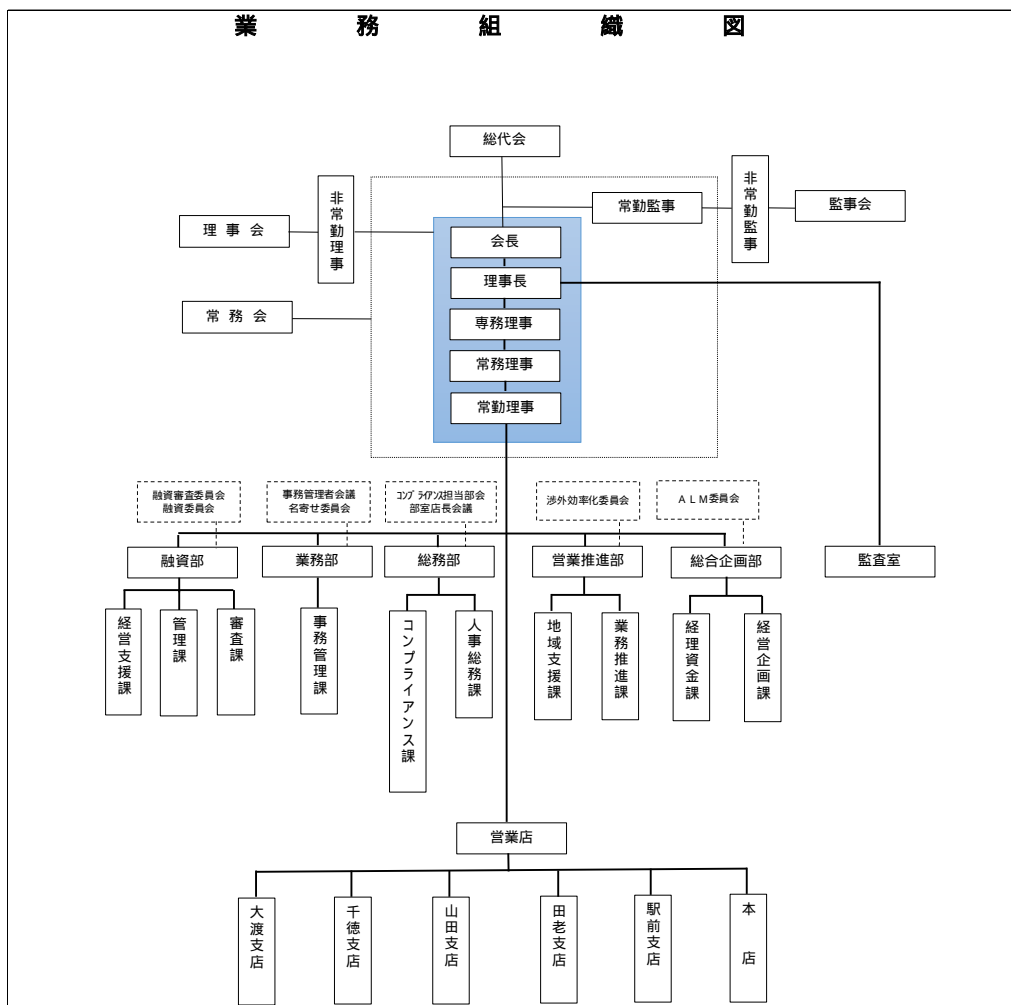 業務組織図
総代会
非常勤理事
理事会
常勤監事
非常勤監事
監事会
会長
理事長
常務会
専務理事
常務理事
常勤理事
融資審査委員会
融資委員会
事務管理者会議
名寄せ委員会
ｺﾝﾌﾟﾗｲｱﾝｽ担当部会
部室店長会議
渉外効率化委員会
ＡＬＭ委員会
融資部
業務部
総務部
営業推進部
総合企画部
監査室
経営支援課
管理課
審査課
事務管理課
コンプライアンス課
人事総務課
地域支援課
業務推進課
経理資金課
経営企画課
営業店
大渡支店
千徳支店
山田支店
田老支店
駅前支店
本店